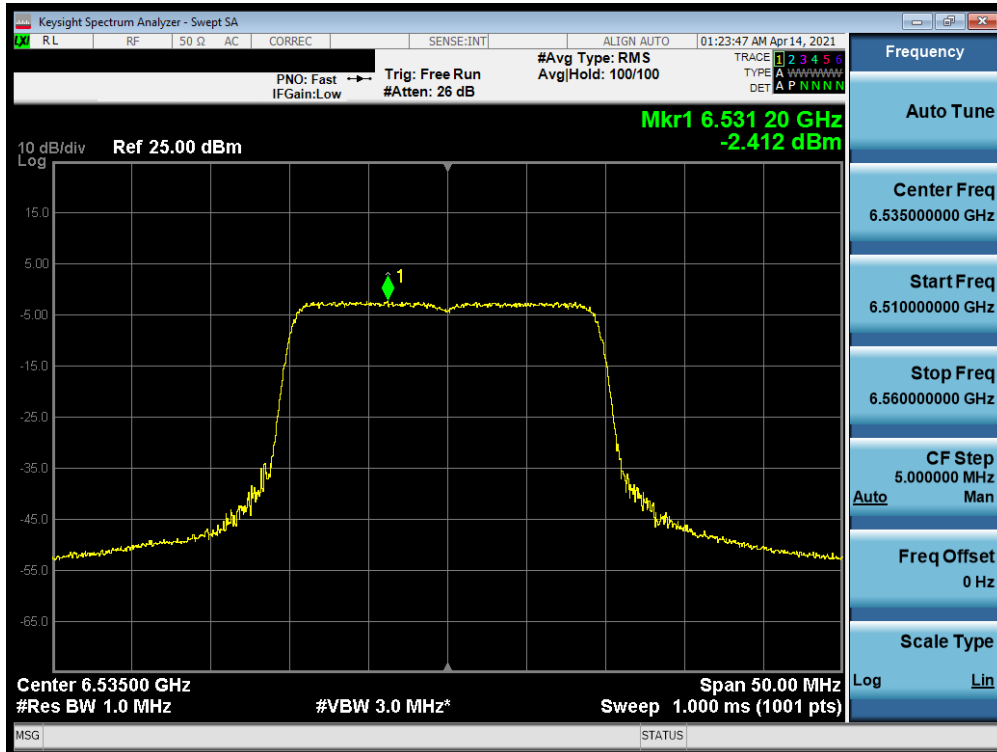 Keysight Spectrum Analyzer - Swept SA
LXI RL RF 50 Ω AC CORREC SENSE:INT ALIGN AUTO 01:23:47 AM Apr 14, 2021
PNO: Fast Trig: Free Run #Avg Type: RMS TRACE 1 2 3 4 5 6
IFGain:Low #Atten: 26 dB Avg|Hold: 100/100 TYPE A WWWWW
DET A P N N N N
Mkr1 6.531 20 GHz
-2.412 dBm
10 dB/div Ref 25.00 dBm
Log
15.0
5.00
1
-5.00
-15.0
-25.0
-35.0
-45.0
-55.0
-65.0
Center 6.53500 GHz Span 50.00 MHz
#Res BW 1.0 MHz #VBW 3.0 MHz* Sweep 1.000 ms (1001 pts)
MSG STATUS
Frequency
Auto Tune
Center Freq
6.535000000 GHz
Start Freq
6.510000000 GHz
Stop Freq
6.560000000 GHz
CF Step
5.000000 MHz
Auto Man
Freq Offset
0 Hz
Scale Type
Log Lin